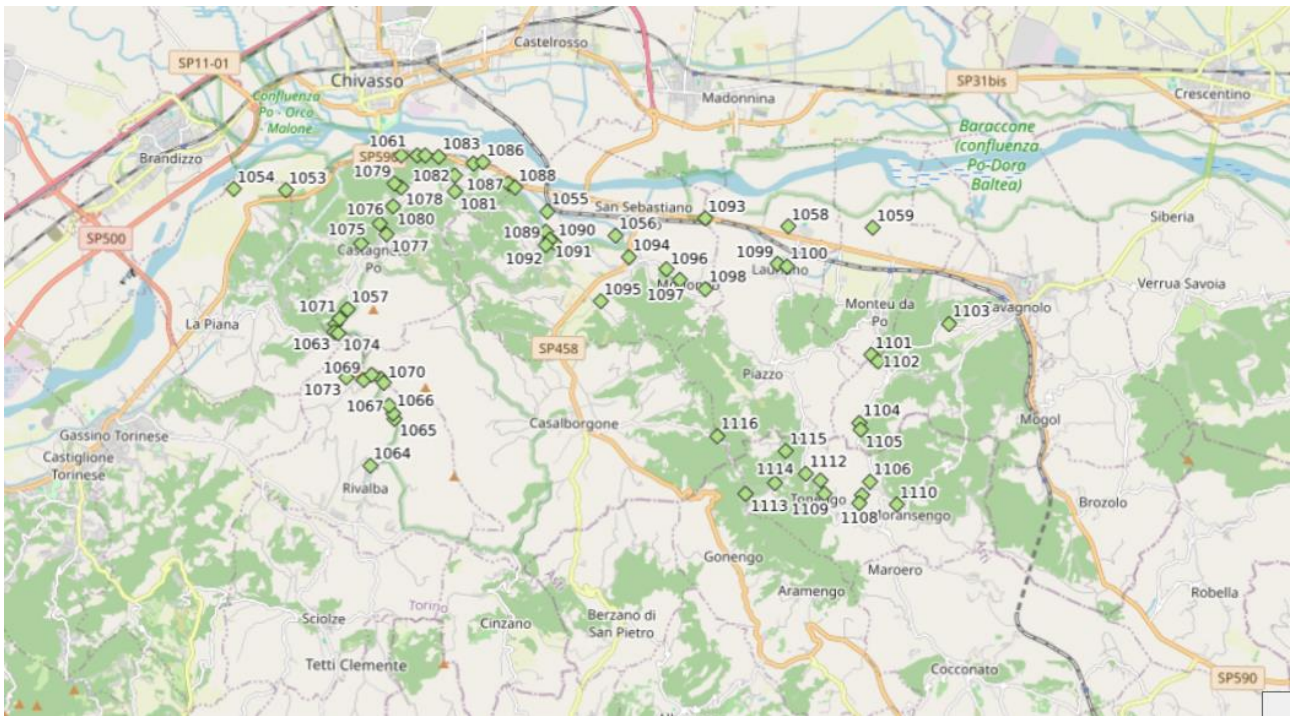 Castelrosso
SP11-01
Chivasso
SP31bis
Crescentino
Confluenza
Po - Orco
- Malone
Madonnina
Baraccone
(confluenza
Po-Dora
Baltea)
Brandizzo
1061
SP590
1083
1086
1054
1053
1079
1082
1087
1088
1078
1081
1076
1080
1055
San Sebastiano
1093
1058
1059
Siberia
SP500
1075
1077
1089
1090
1056
1092
1091
1094
1099
1100
1096
1098
1097
1095
Verrua Savoia
Monteu da
Po
1103
La Piana
1071
1057
1063
1074
SP458
1101
1102
Piazzo
1069
1070
1073
1067
1066
1065
Casalborgone
1116
1104
1105
Mogol
Gassino Torinese
Castiglione
Torinese
1064
Rivalba
1115
1114
1112
1106
1113
1109
1108
1110
Moransengo
Brozolo
Gonengo
Maroero
Aramengo
Robella
Torino
Asti
Sciolze
Cinzano
Berzano di
San Pietro
Tetti Clemente
Cocconato
SP590